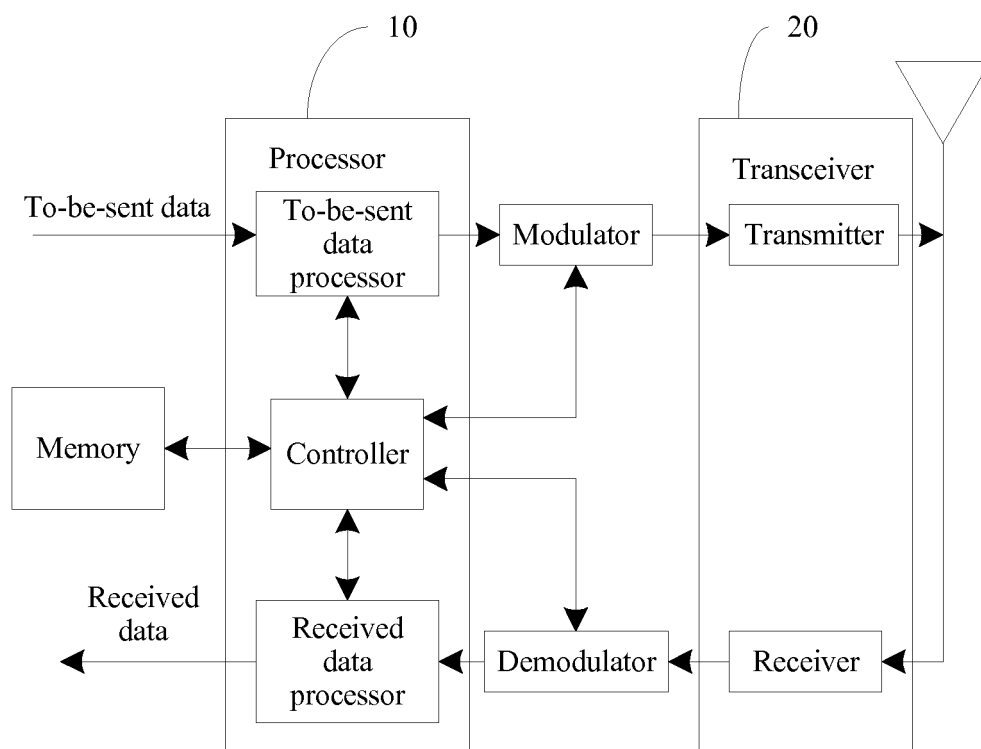 10
20
Processor
Transceiver
To-be-sent data
To-be-sent
data
processor
Modulator
Transmitter
Memory
Controller
Received
data
Received
data
processor
Demodulator
Receiver